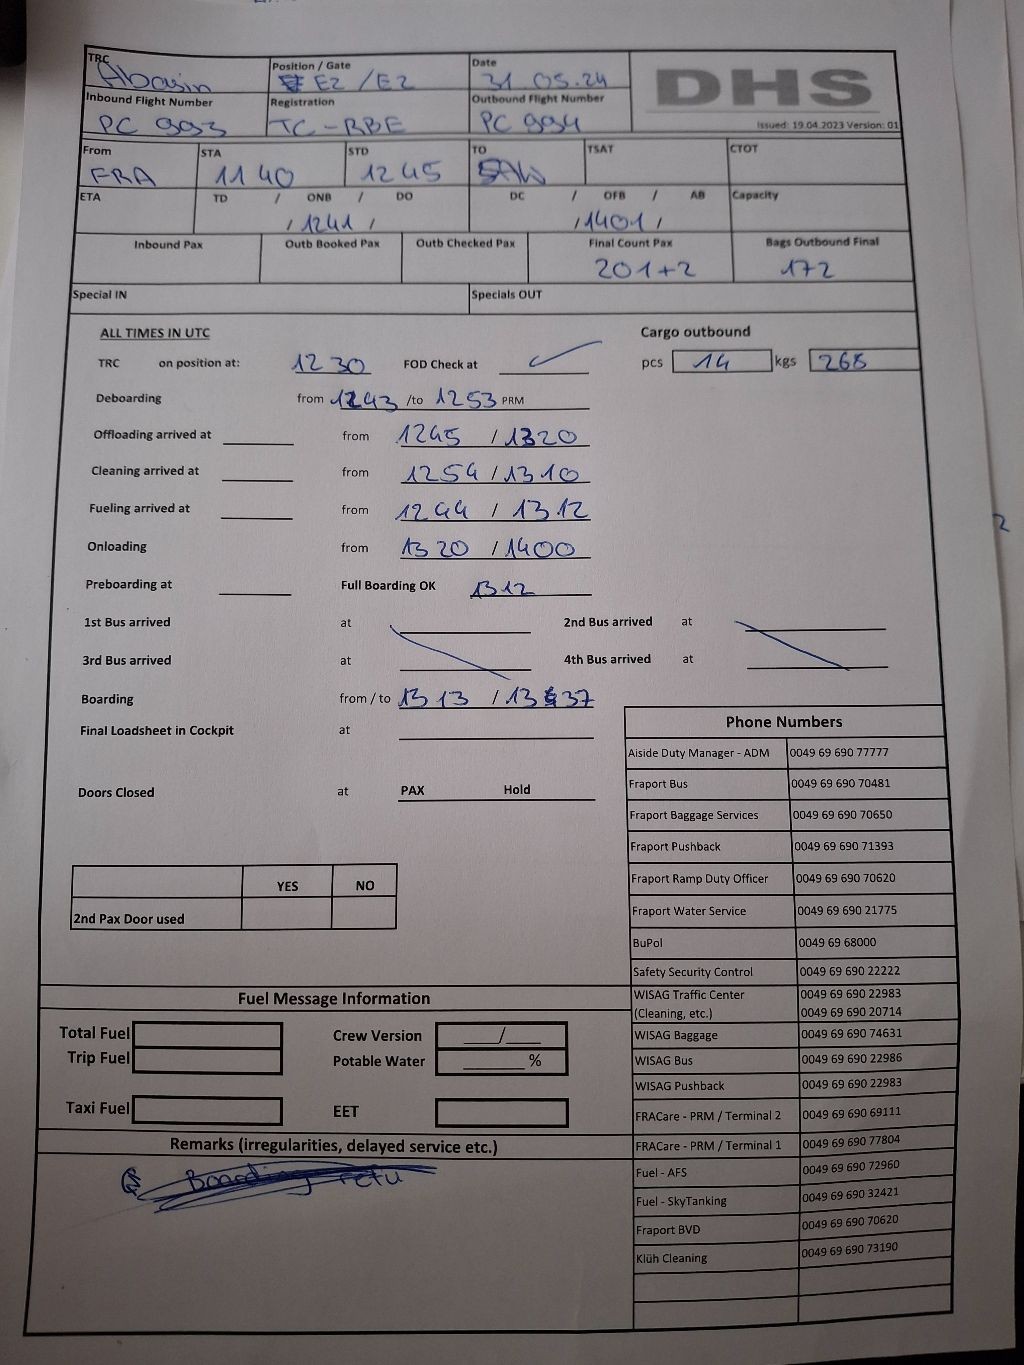 TRC Abasin Position / Gate E2 / E2 Date 31.05.24 DHS
Inbound Flight Number PC 993 Registration TC-RBE Outbound Flight Number PC 994 Issued: 19.04.2023 Version: 01
From FRA STA 1140 STD 1245 TO SAW TSAT CTOT
ETA TD / ONB / DO DC / OFB / AB Capacity
/ 1241 / / 1401 /
Inbound Pax Outb Booked Pax Outb Checked Pax Final Count Pax Bags Outbound Final
201+2 172
Special IN Specials OUT
ALL TIMES IN UTC Cargo outbound
TRC on position at: 1230 FOD Check at pcs 14 kgs 268
Deboarding from 1243 /to 1253 PRM
Offloading arrived at from 1245 / 1320
Cleaning arrived at from 1254 / 1310
Fueling arrived at from 1244 / 1312
Onloading from 1320 / 1400
Preboarding at Full Boarding OK 1312
1st Bus arrived at 2nd Bus arrived at
3rd Bus arrived at 4th Bus arrived at
Boarding from / to 1313 / 1337
Final Loadsheet in Cockpit at
Doors Closed at PAX Hold
YES NO
2nd Pax Door used
Phone Numbers
Aiside Duty Manager - ADM 0049 69 690 77777
Fraport Bus 0049 69 690 70481
Fraport Baggage Services 0049 69 690 70650
Fraport Pushback 0049 69 690 71393
Fraport Ramp Duty Officer 0049 69 690 70620
Fraport Water Service 0049 69 690 21775
BuPol 0049 69 68000
Safety Security Control 0049 69 690 22222
WISAG Traffic Center 0049 69 690 22983
(Cleaning, etc.) 0049 69 690 20714
WISAG Baggage 0049 69 690 74631
WISAG Bus 0049 69 690 22986
WISAG Pushback 0049 69 690 22983
FRACare - PRM / Terminal 2 0049 69 690 69111
FRACare - PRM / Terminal 1 0049 69 690 77804
Fuel - AFS 0049 69 690 72960
Fuel - SkyTanking 0049 69 690 32421
Fraport BVD 0049 69 690 70620
Klüh Cleaning 0049 69 690 73190
Fuel Message Information
Total Fuel Crew Version /
Trip Fuel Potable Water %
Taxi Fuel EET
Remarks (irregularities, delayed service etc.)
Boarding refu